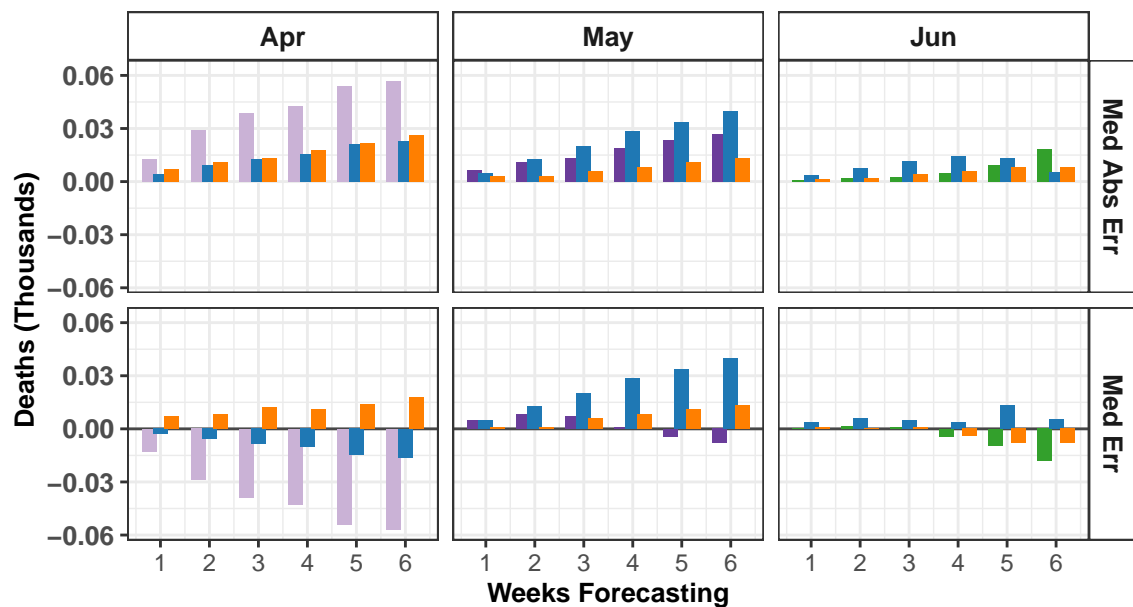 Apr May Jun
0.06
0.03
0.00
−0.03
−0.06
Med Abs Err
0.06
0.03
0.00
−0.03
−0.06
Med Err
Deaths (Thousands)
1 2 3 4 5 6 1 2 3 4 5 6 1 2 3 4 5 6
Weeks Forecasting